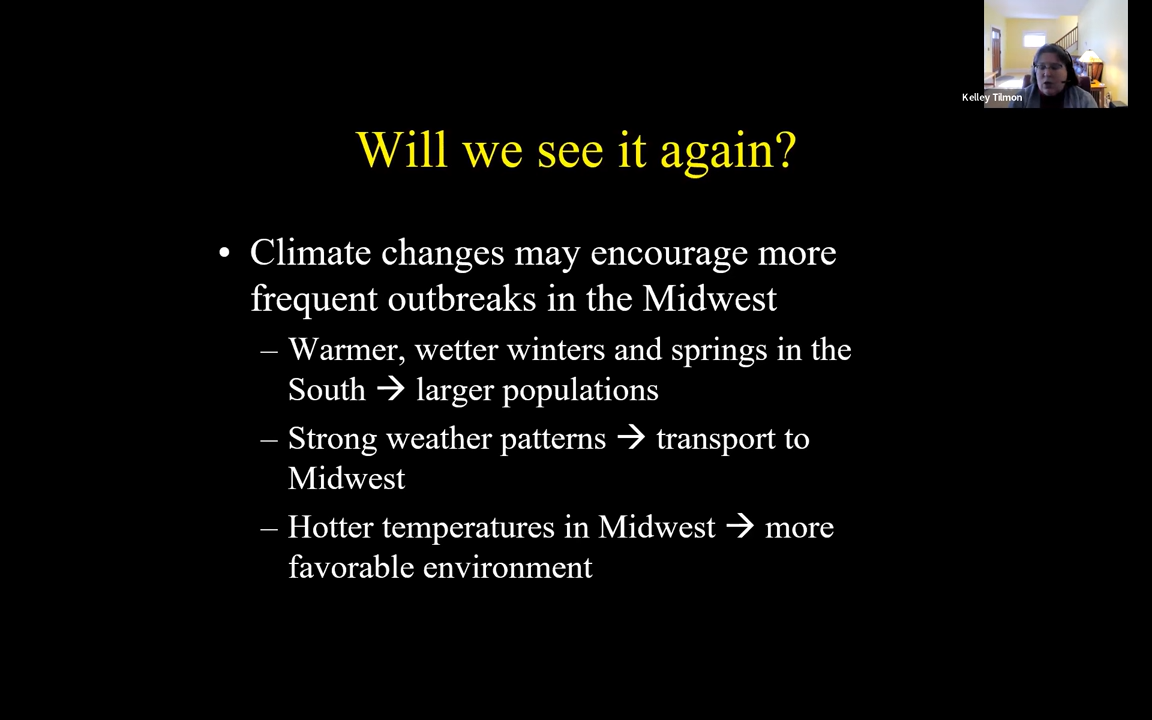 Kelley Tilmon
Will we see it again?
• Climate changes may encourage more
frequent outbreaks in the Midwest
– Warmer, wetter winters and springs in the
South → larger populations
– Strong weather patterns → transport to
Midwest
– Hotter temperatures in Midwest → more
favorable environment